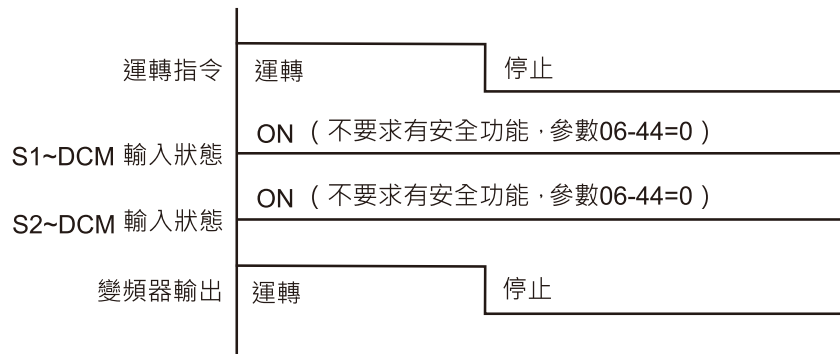 運轉指令 運轉 停止
S1~DCM 輸入狀態 ON （不要求有安全功能，參數06-44=0）
S2~DCM 輸入狀態 ON （不要求有安全功能，參數06-44=0）
變頻器輸出 運轉 停止